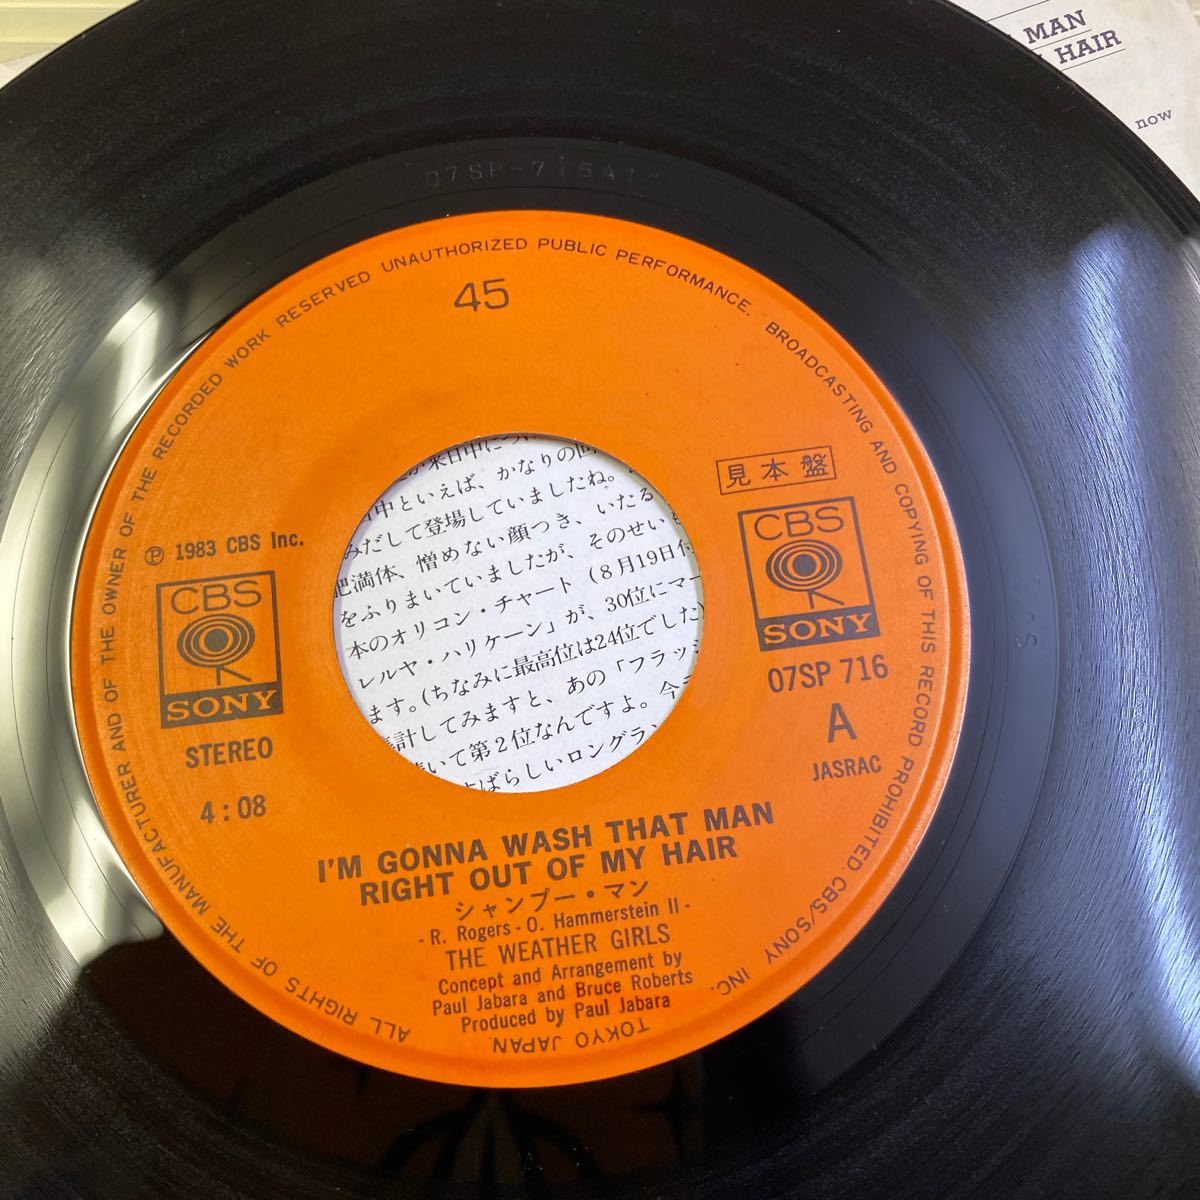 MAN
HAIR
now
07SP-716A1
45
ALL RIGHTS OF THE MANUFACTURER AND OF THE OWNER OF THE RECORDED WORK RESERVED UNAUTHORIZED PUBLIC PERFORMANCE, BROADCASTING AND COPYING OF THIS RECORD PROHIBITED. CBS/SONY INC. TOKYO JAPAN.
見本盤
Ⓟ 1983 CBS Inc.
CBS
SONY
STEREO
4:08
CBS
SONY
07SP 716
A
JASRAC
来日中に
中といえば、かなりの回
みだして登場していましたね。
肥満体、憎めない顔つき、いたる
をふりまいていましたが、そのせいも
本のオリコン・チャート(8月19日付
レルヤ・ハリケーン」が、30位にマー
ます。(ちなみに最高位は24位でした)
計してみますと、あの「フラッシ
いて第2位なんですよ。今
ばらしいロングラン
I'M GONNA WASH THAT MAN
RIGHT OUT OF MY HAIR
シャンプー・マン
- R. Rogers - O. Hammerstein II -
THE WEATHER GIRLS
Concept and Arrangement by
Paul Jabara and Bruce Roberts
Produced by Paul Jabara